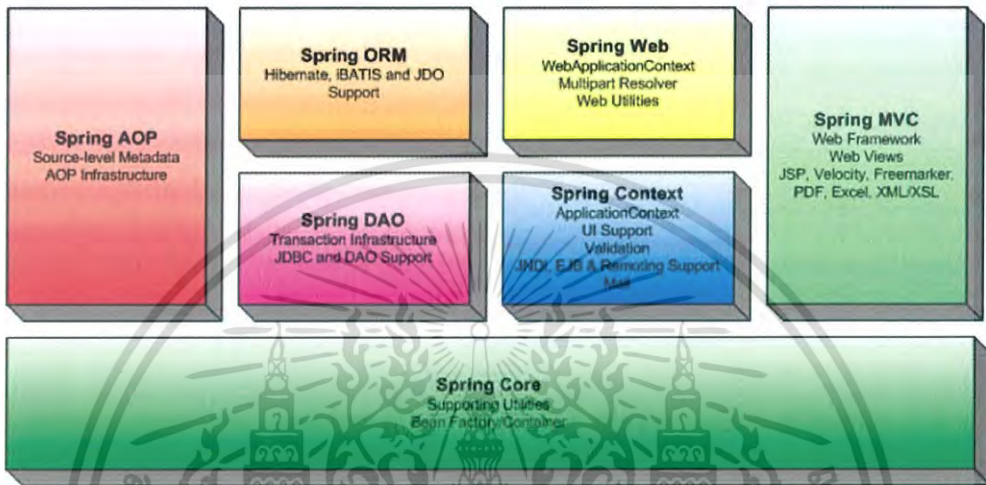 Spring AOP
Source-level Metadata
AOP Infrastructure
Spring ORM
Hibernate, iBATIS and JDO
Support
Spring Web
WebApplicationContext
Multipart Resolver
Web Utilities
Spring MVC
Web Framework
Web Views
JSP, Velocity, Freemarker,
PDF, Excel, XML/XSL
Spring DAO
Transaction Infrastructure
JDBC and DAO Support
Spring Context
ApplicationContext
UI Support
Validation
JNDI, EJB & Remoting Support
Mail
Spring Core
Supporting Utilities
Bean Factory/Container